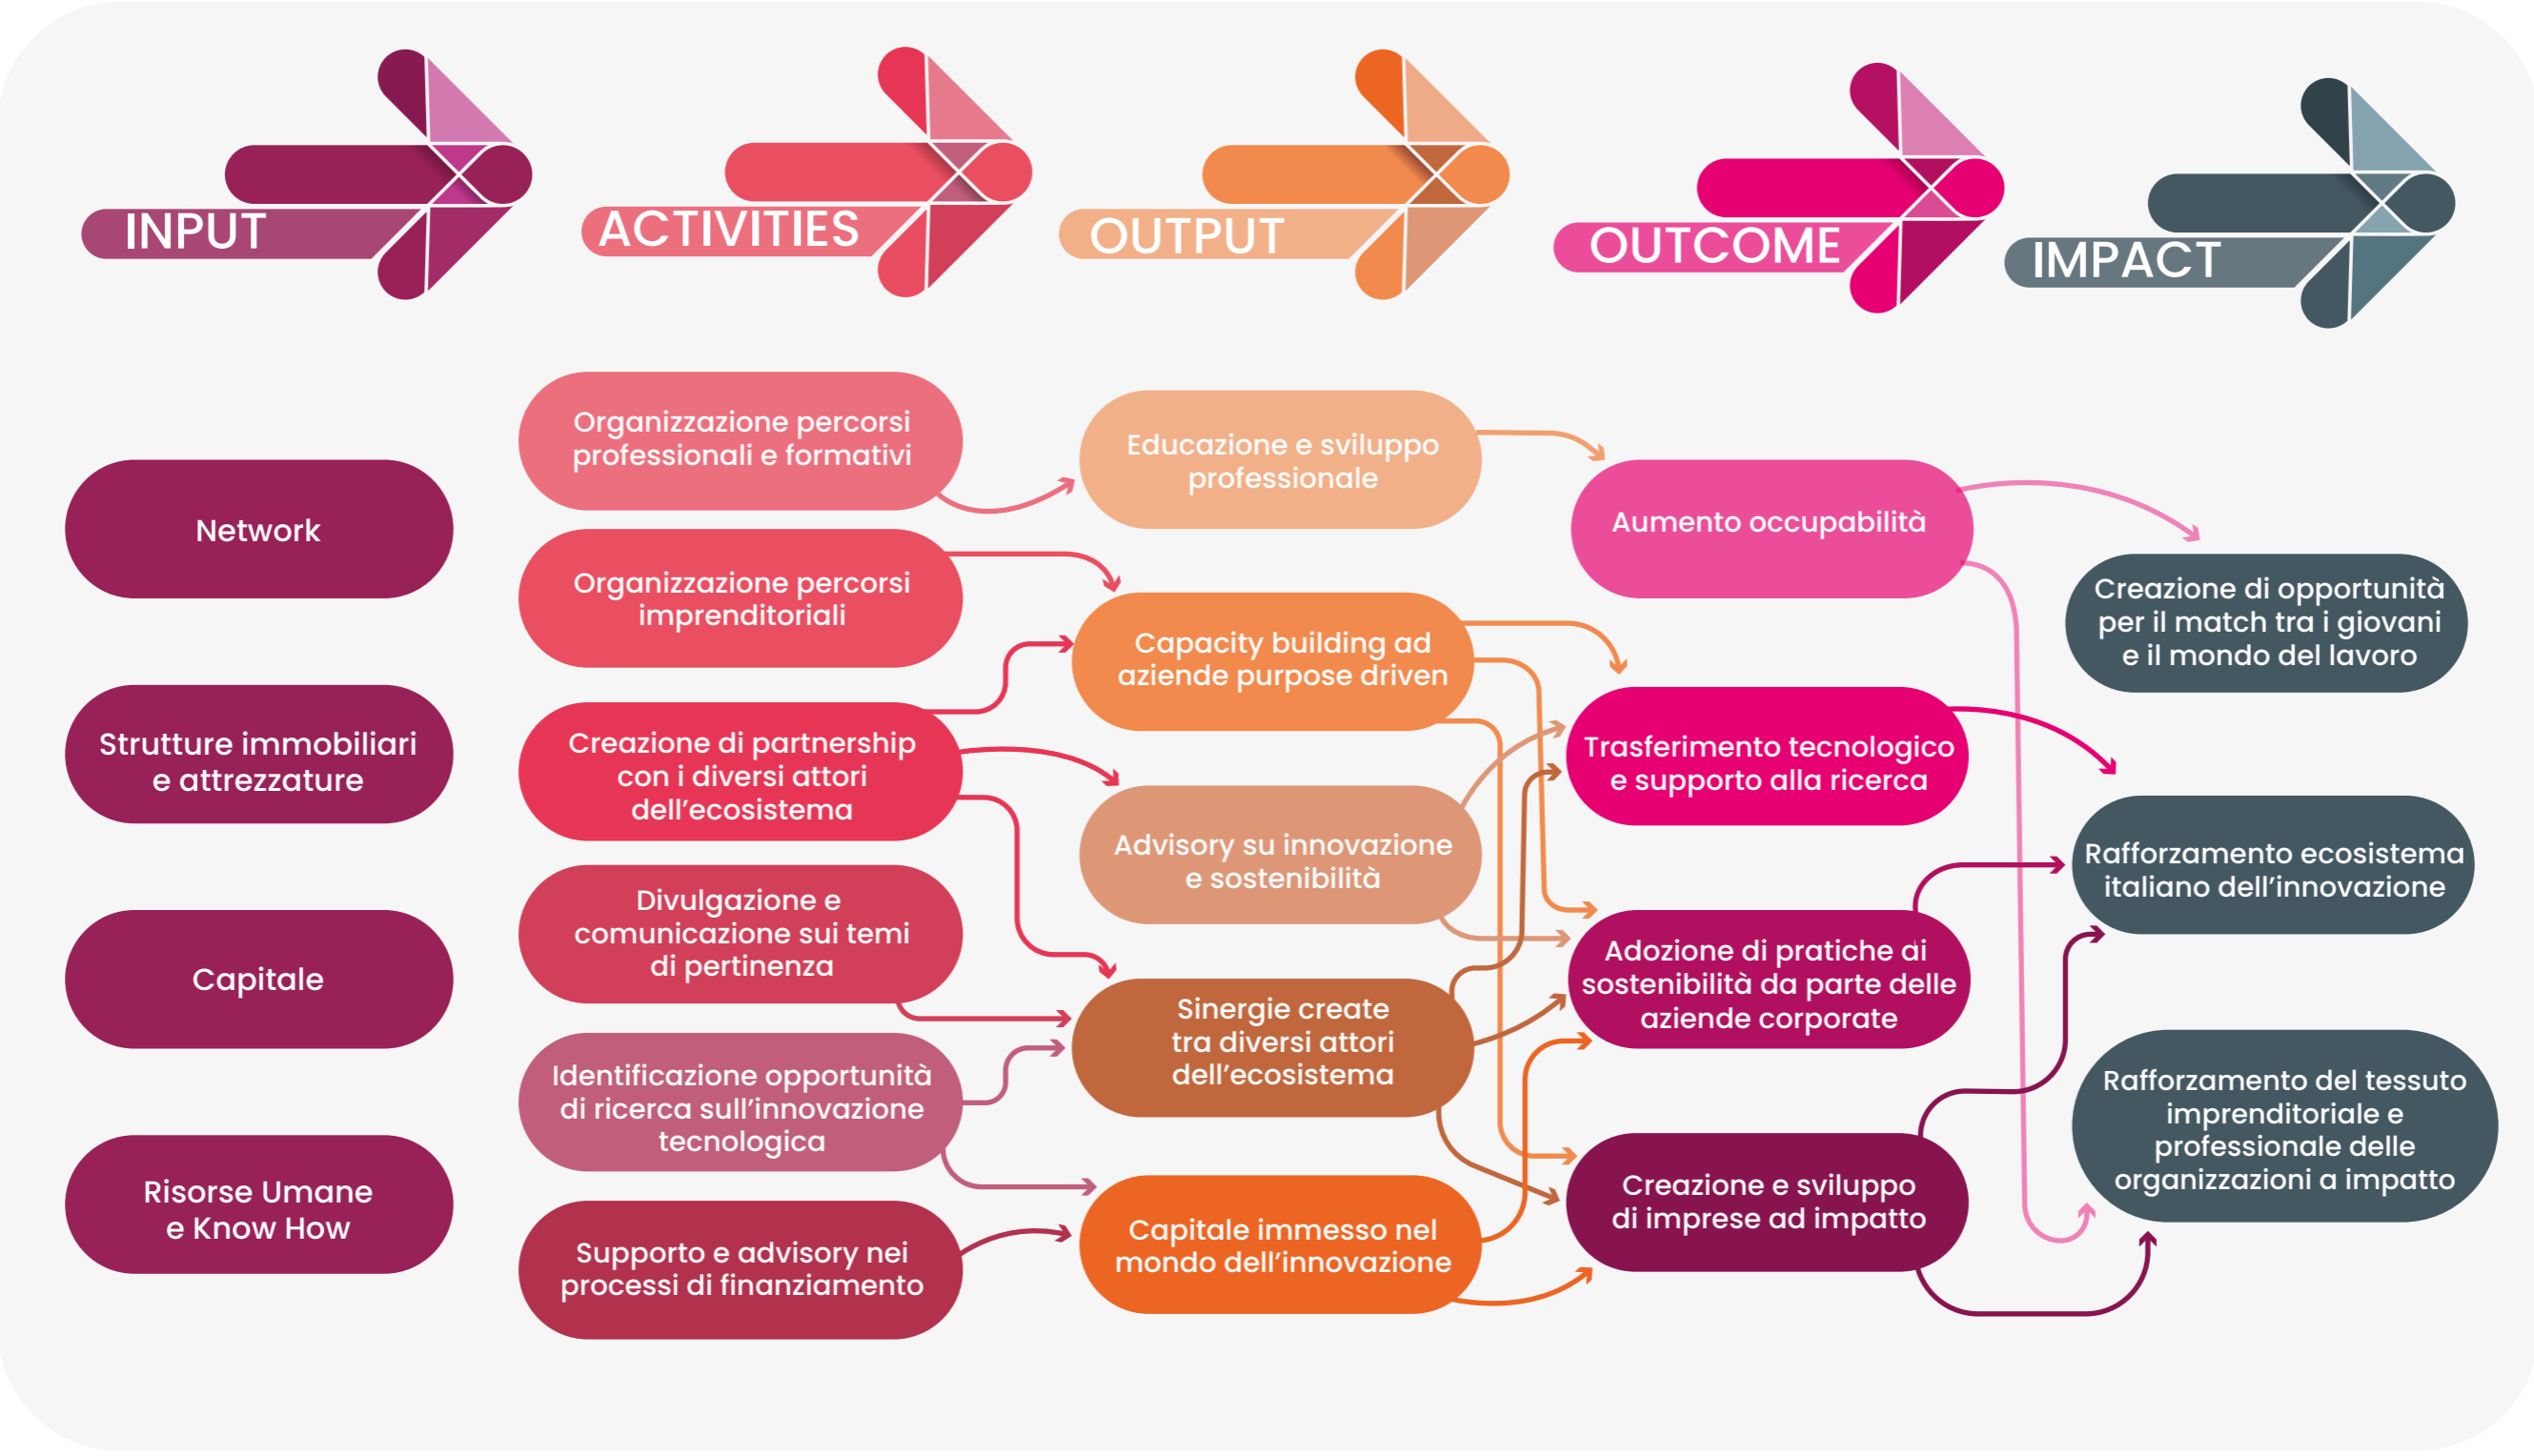 INPUT
ACTIVITIES
OUTPUT
OUTCOME
IMPACT
Network
Strutture immobiliari
e attrezzature
Capitale
Risorse Umane
e Know How
Organizzazione percorsi
professionali e formativi
Organizzazione percorsi
imprenditoriali
Creazione di partnership
con i diversi attori
dell’ecosistema
Divulgazione e
comunicazione sui temi
di pertinenza
Identificazione opportunità
di ricerca sull’innovazione
tecnologica
Supporto e advisory nei
processi di finanziamento
Educazione e sviluppo
professionale
Capacity building ad
aziende purpose driven
Advisory su innovazione
e sostenibilità
Sinergie create
tra diversi attori
dell’ecosistema
Capitale immesso nel
mondo dell’innovazione
Aumento occupabilità
Trasferimento tecnologico
e supporto alla ricerca
Adozione di pratiche di
sostenibilità da parte delle
aziende corporate
Creazione e sviluppo
di imprese ad impatto
Creazione di opportunità
per il match tra i giovani
e il mondo del lavoro
Rafforzamento ecosistema
italiano dell’innovazione
Rafforzamento del tessuto
imprenditoriale e
professionale delle
organizzazioni a impatto